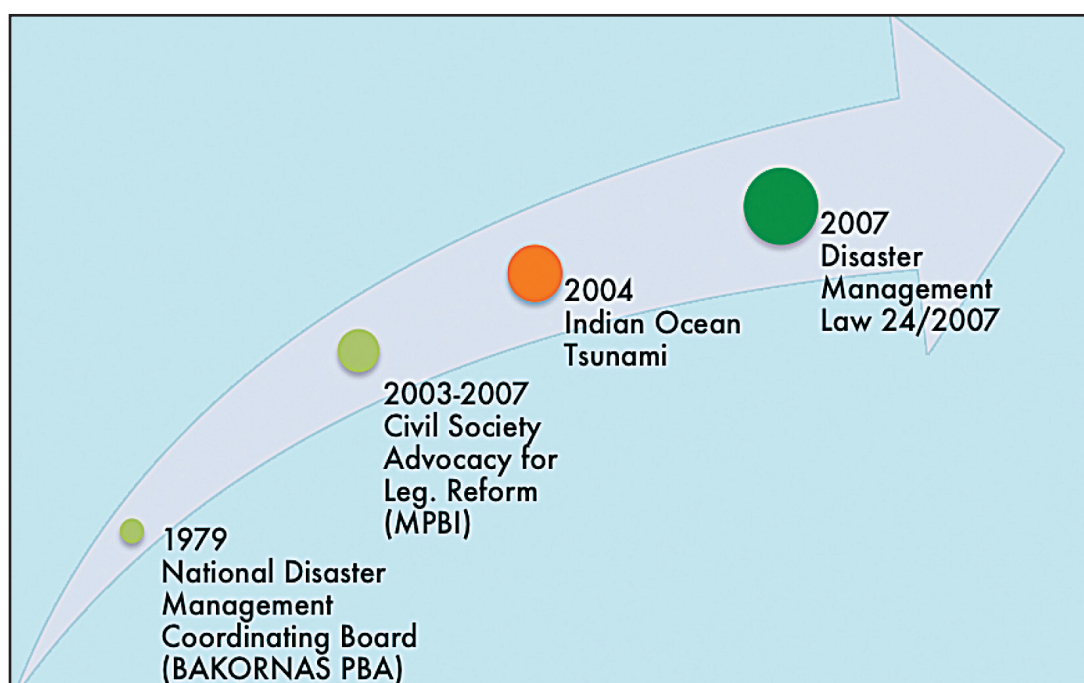 1979
National Disaster
Management
Coordinating Board
(BAKORNAS PBA)
2003-2007
Civil Society
Advocacy for
Leg. Reform
(MPBI)
2004
Indian Ocean
Tsunami
2007
Disaster
Management
Law 24/2007